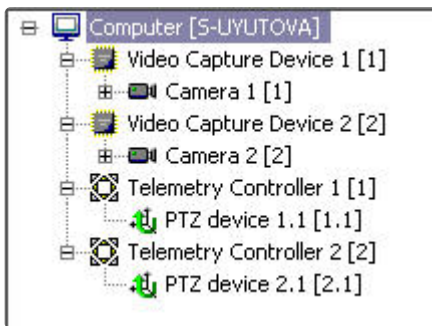 Computer [S-UYUTOVA]
Video Capture Device 1 [1]
Camera 1 [1]
Video Capture Device 2 [2]
Camera 2 [2]
Telemetry Controller 1 [1]
PTZ device 1.1 [1.1]
Telemetry Controller 2 [2]
PTZ device 2.1 [2.1]